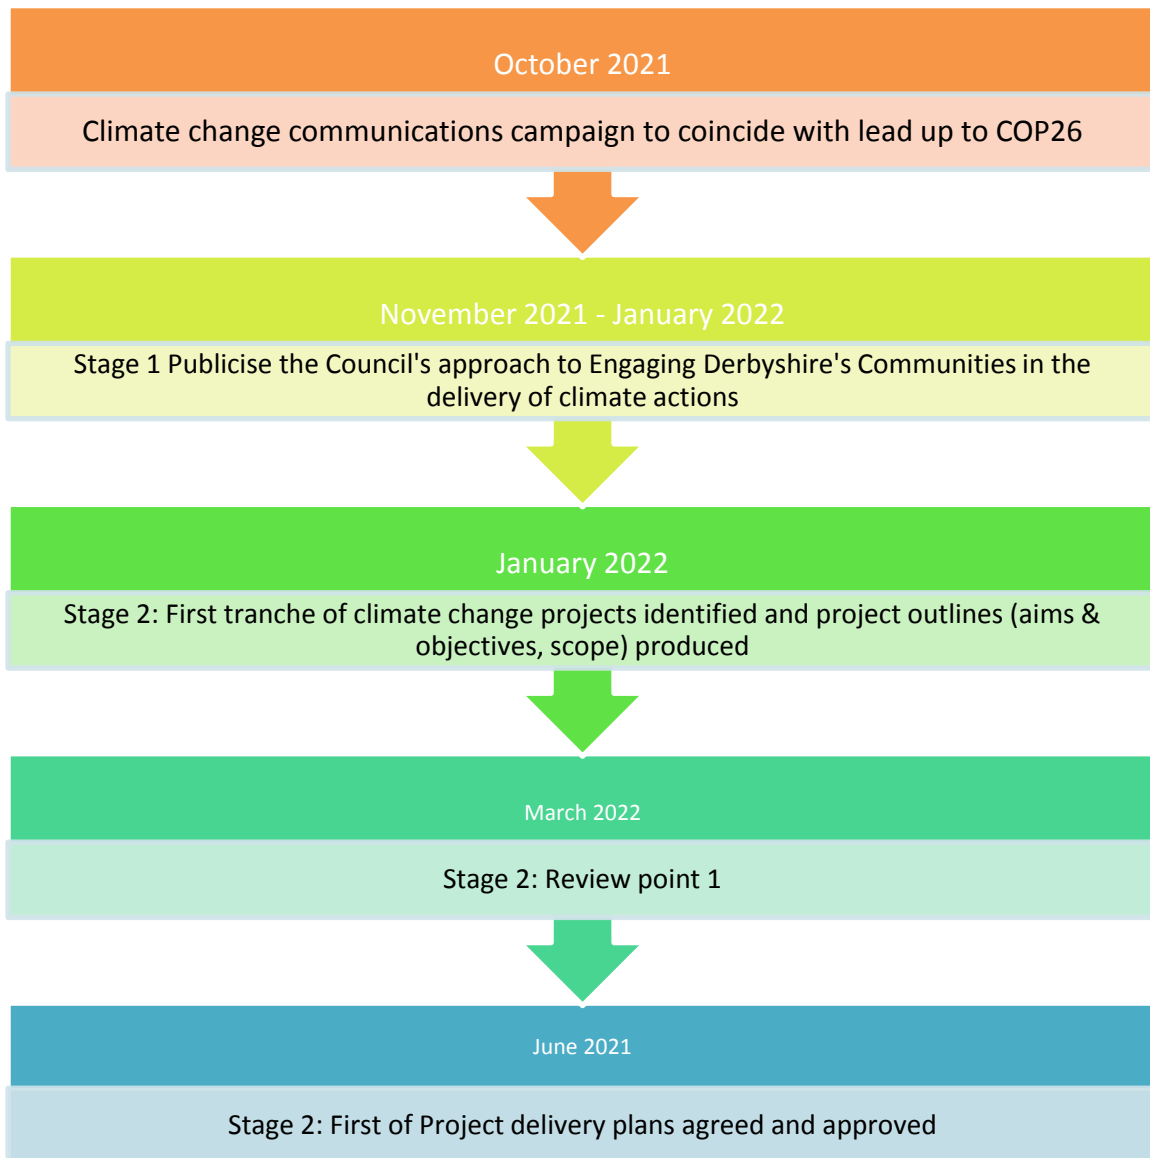 October 2021
Climate change communications campaign to coincide with lead up to COP26
November 2021 - January 2022
Stage 1 Publicise the Council's approach to Engaging Derbyshire's Communities in the
delivery of climate actions
January 2022
Stage 2: First tranche of climate change projects identified and project outlines (aims &
objectives, scope) produced
March 2022
Stage 2: Review point 1
June 2021
Stage 2: First of Project delivery plans agreed and approved